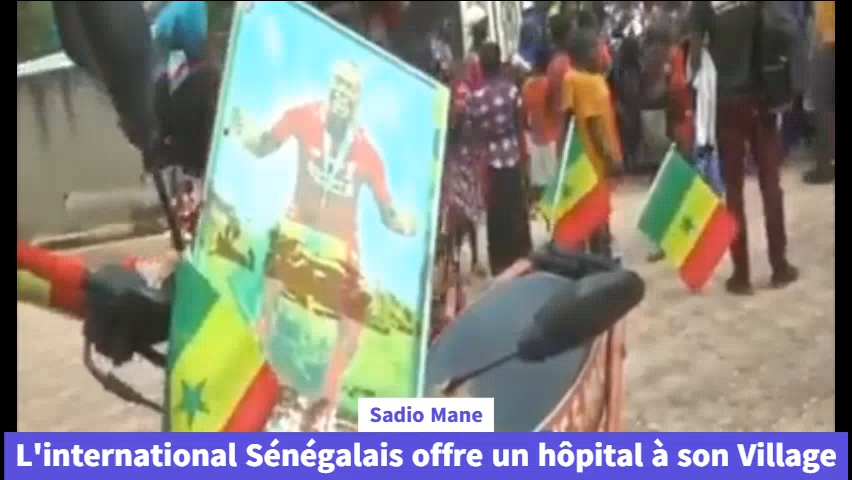 Sadio Mane
L'international Sénégalais offre un hôpital à son Village